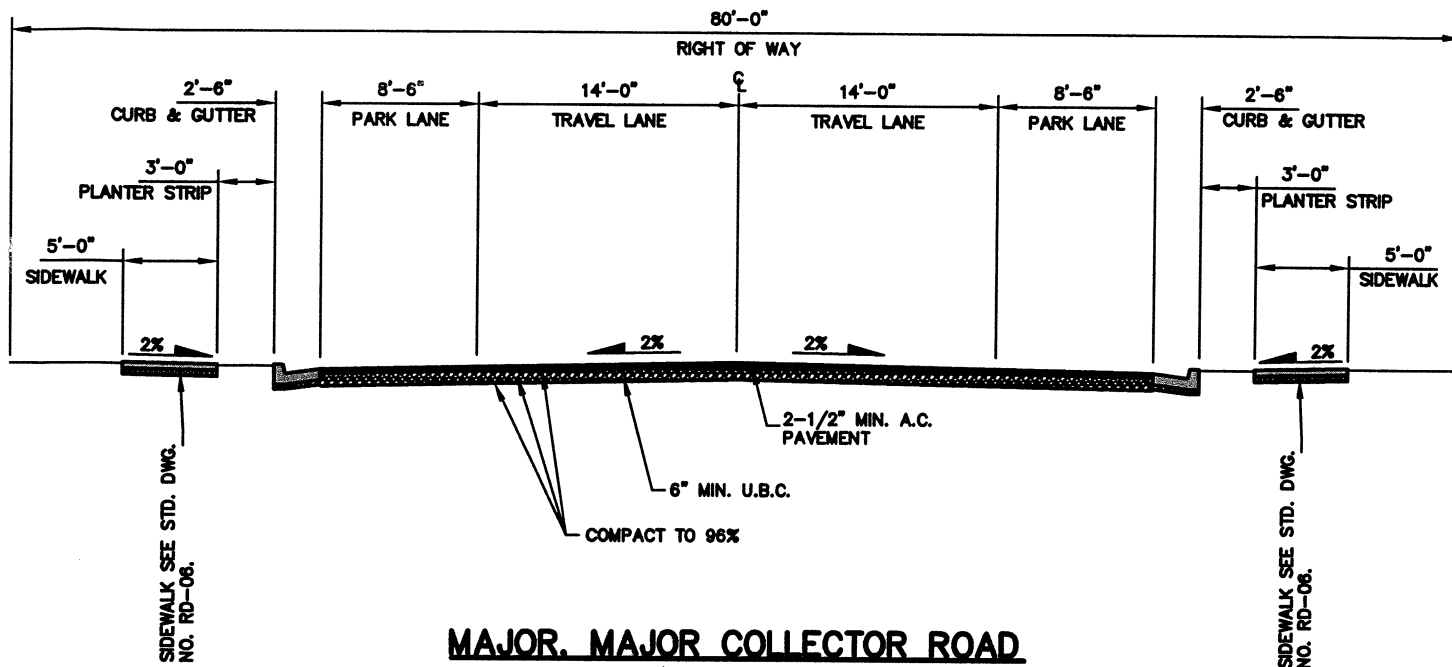 80'-0"
RIGHT OF WAY
℄
2'-6"
CURB & GUTTER
8'-6"
PARK LANE
14'-0"
TRAVEL LANE
14'-0"
TRAVEL LANE
8'-6"
PARK LANE
2'-6"
CURB & GUTTER
3'-0"
PLANTER STRIP
3'-0"
PLANTER STRIP
5'-0"
SIDEWALK
5'-0"
SIDEWALK
2%
2%
2%
2%
2-1/2" MIN. A.C.
PAVEMENT
6" MIN. U.B.C.
COMPACT TO 96%
SIDEWALK SEE STD. DWG.
NO. RD-06.
SIDEWALK SEE STD. DWG.
NO. RD-06.
MAJOR. MAJOR COLLECTOR ROAD